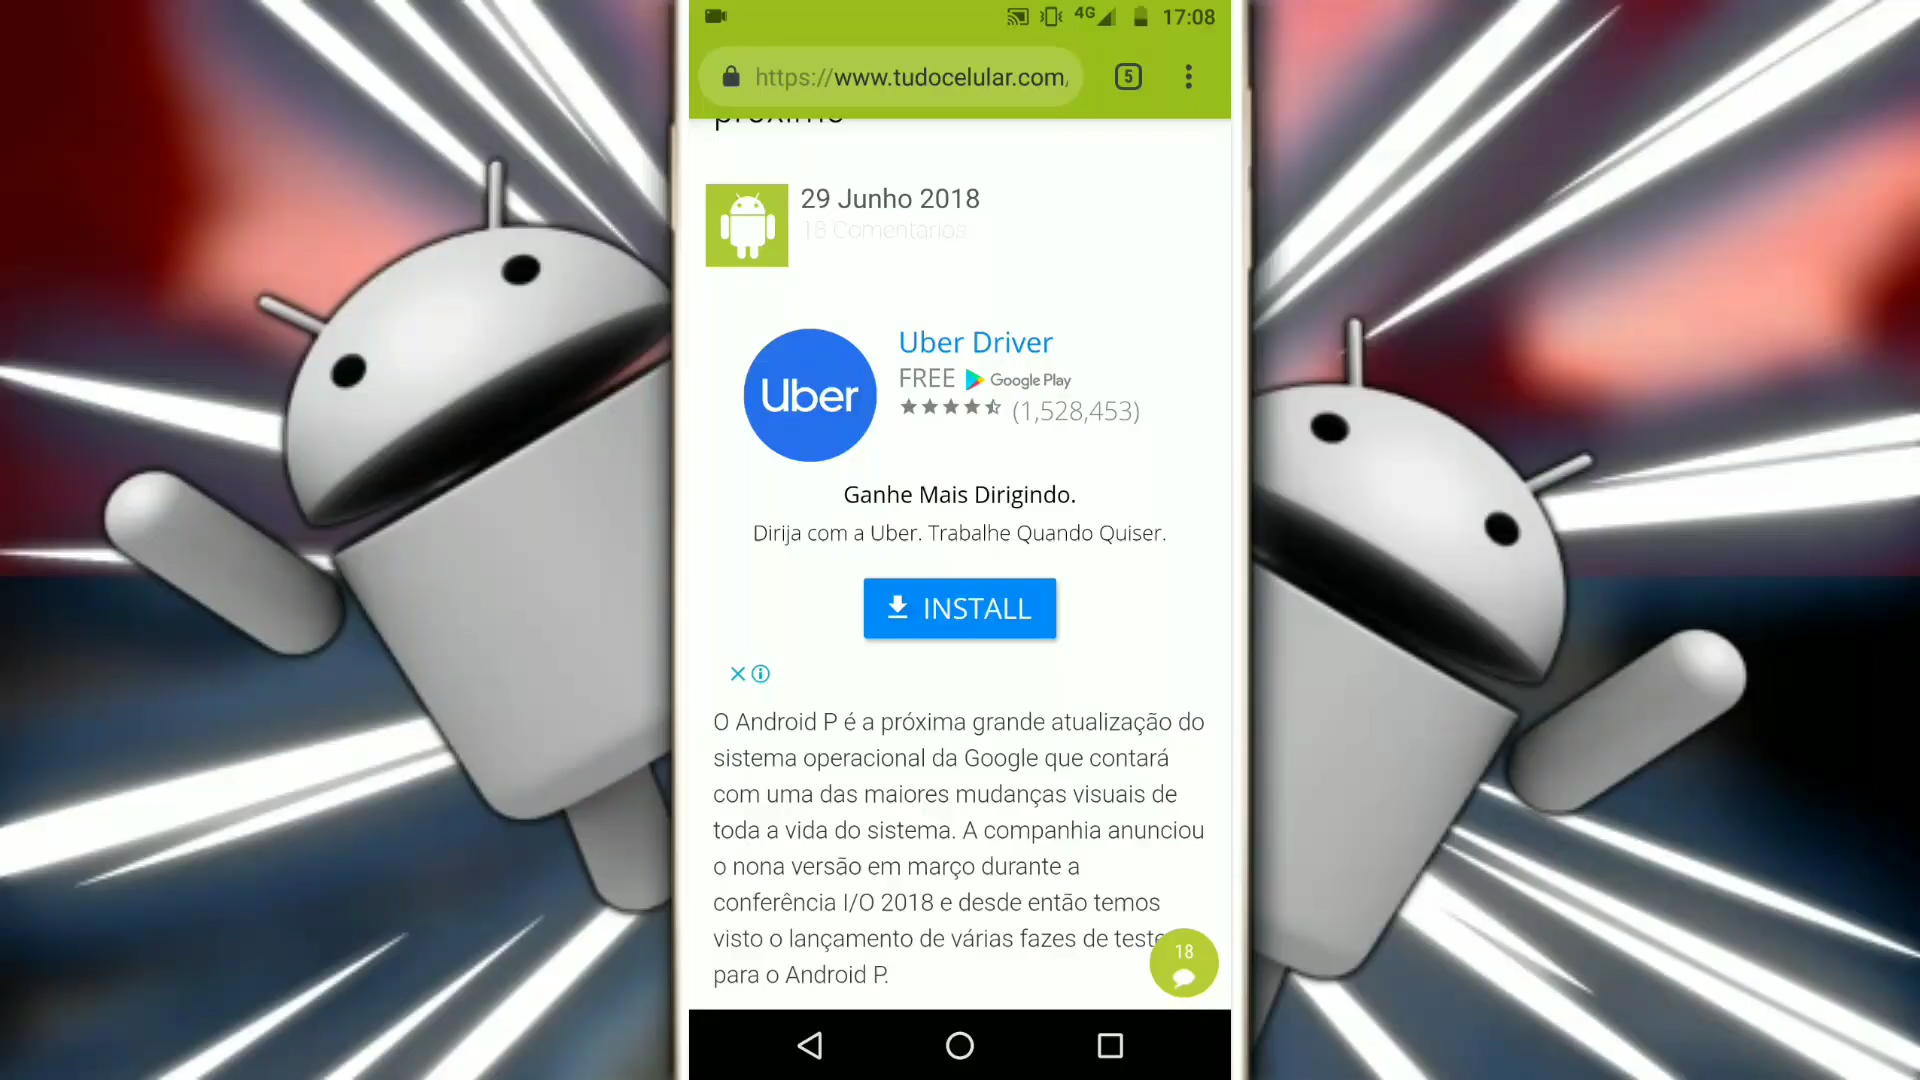 4G 17:08
https://www.tudocelular.com/
5
próximo
29 Junho 2018
18 Comentários
Uber
Uber Driver
FREE Google Play
(1,528,453)
Ganhe Mais Dirigindo.
Dirija com a Uber. Trabalhe Quando Quiser.
INSTALL
O Android P é a próxima grande atualização do
sistema operacional da Google que contará
com uma das maiores mudanças visuais de
toda a vida do sistema. A companhia anunciou
o nona versão em março durante a
conferência I/O 2018 e desde então temos
visto o lançamento de várias fazes de teste
para o Android P.
18